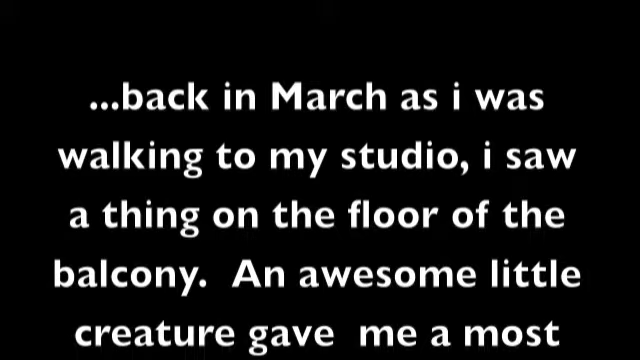 ...back in March as i was
walking to my studio, i saw
a thing on the floor of the
balcony.  An awesome little
creature gave  me a most